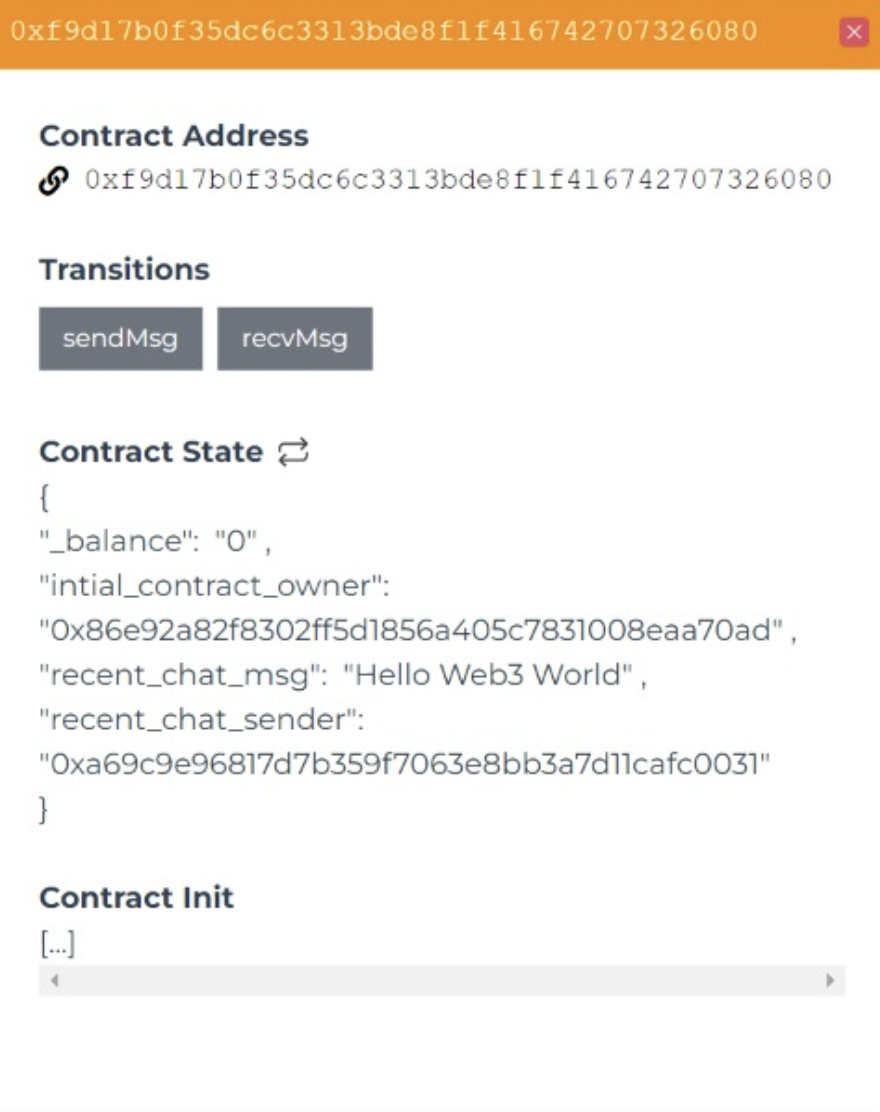 0xf9d17b0f35dc6c3313bde8f1f416742707326080
Contract Address
0xf9d17b0f35dc6c3313bde8f1f416742707326080
Transitions
sendMsg recvMsg
Contract State
{
"_balance": "0" ,
"intial_contract_owner":
"0x86e92a82f8302ff5d1856a405c7831008eaa70ad" ,
"recent_chat_msg": "Hello Web3 World" ,
"recent_chat_sender":
"0xa69c9e96817d7b359f7063e8bb3a7d11cafc0031"
}
Contract Init
[...]